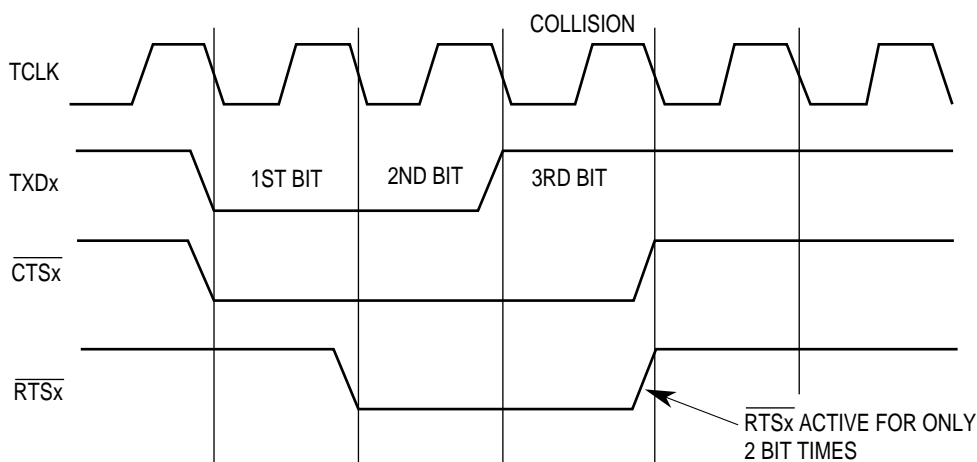 COLLISION
TCLK
TXDx
1ST BIT
2ND BIT
3RD BIT
CTSx
RTSx
RTSx ACTIVE FOR ONLY
2 BIT TIMES